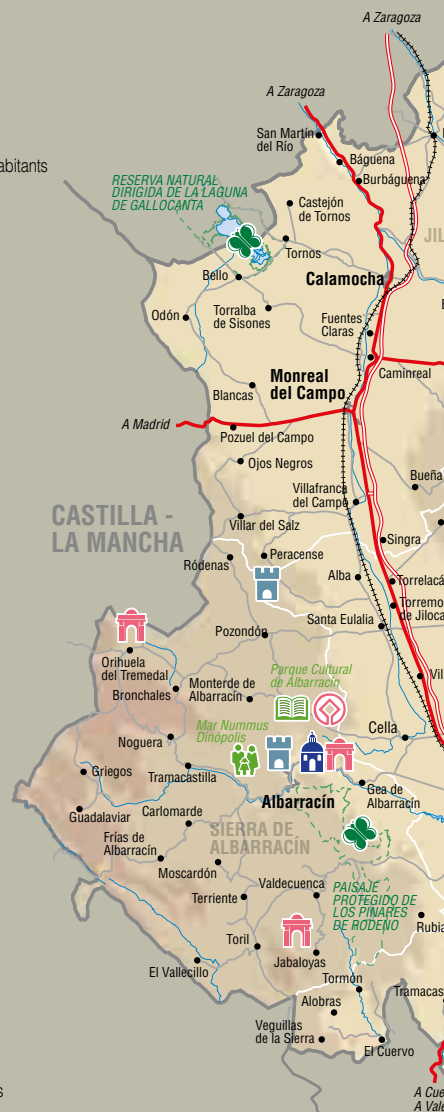 A Zaragoza
A Zaragoza
San Martín
del Río
Báguena
Burbáguena
abitants
RESERVA NATURAL
DIRIGIDA DE LA LAGUNA
DE GALLOCANTA
Castejón
de Tornos
JIL
Tornos
Bello
Calamocha
Odón
Torralba
de Sisones
Fuentes
Claras
Caminreal
Monreal
del Campo
Blancas
A Madrid
Pozuel del Campo
Ojos Negros
Bueña
Villafranca
del Campo
CASTILLA -
LA MANCHA
Villar del Salz
Singra
Peracense
Ródenas
Alba
Torrelacá
Torremo
de Jiloca
Santa Eulalia
Pozondón
Orihuela
del Tremedal
Parque Cultural
de Albarracín
Vil
Bronchales
Monterde de
Albarracín
Mar Nummus
Dinópolis
Cella
Noguera
Griegos
Tramacastilla
Gea de
Albarracín
Albarracín
Guadalaviar
Carlomarde
Frías de
Albarracín
SIERRA DE
ALBARRACÍN
Moscardón
Valdecuenca
PAISAJE
PROTEGIDO DE
LOS PINARES
DE RODENO
Terriente
Rubia
Toril
Jabaloyas
El Vallecillo
Tormón
Tramacas
Alobras
Veguillas
de la Sierra
El Cuervo
A Cue
A Vale
s